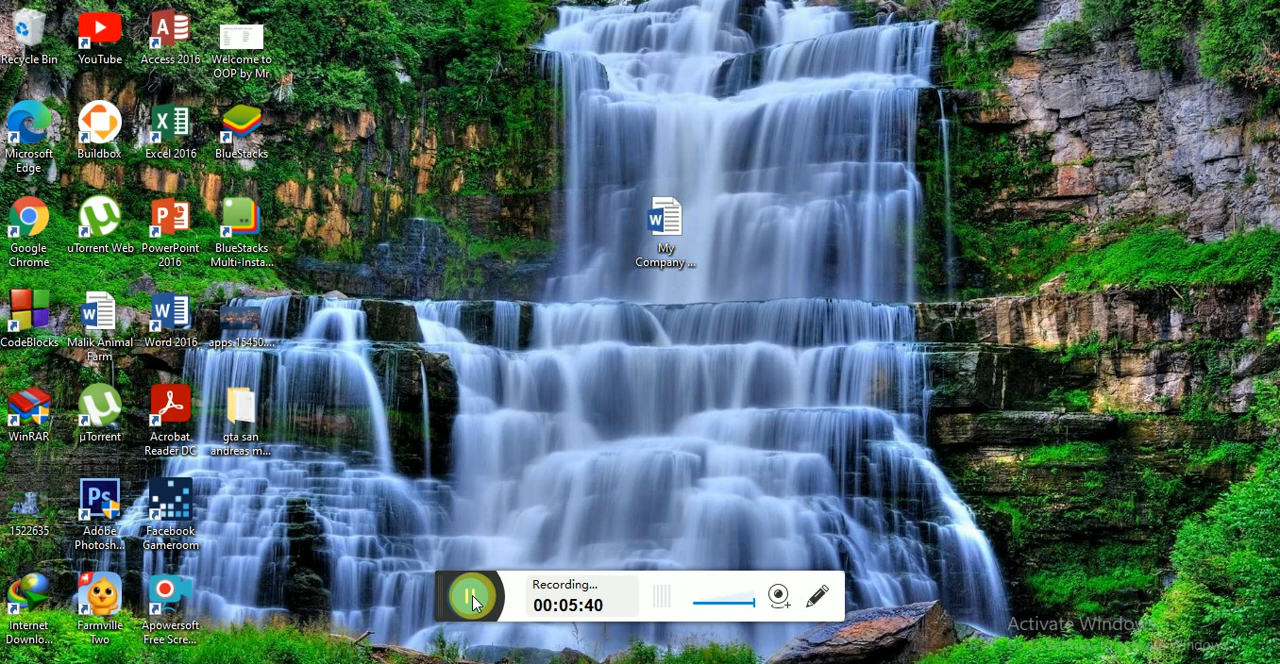 Recycle Bin
YouTube
Access 2016
Welcome to
OOP by Mr
Microsoft
Edge
Buildbox
Excel 2016
BlueStacks
Google
Chrome
uTorrent Web
PowerPoint
2016
BlueStacks
Multi-Insta...
My
Company ...
CodeBlocks
Malik Animal
Farm
Word 2016
apps.15450....
WinRAR
µTorrent
Acrobat
Reader DC
gta san
andreas m...
1522635
Adobe
Photosh...
Facebook
Gameroom
Internet
Downlo...
Farmville
Two
Apowersoft
Free Scre...
Recording...
00:05:40
Activate Windows